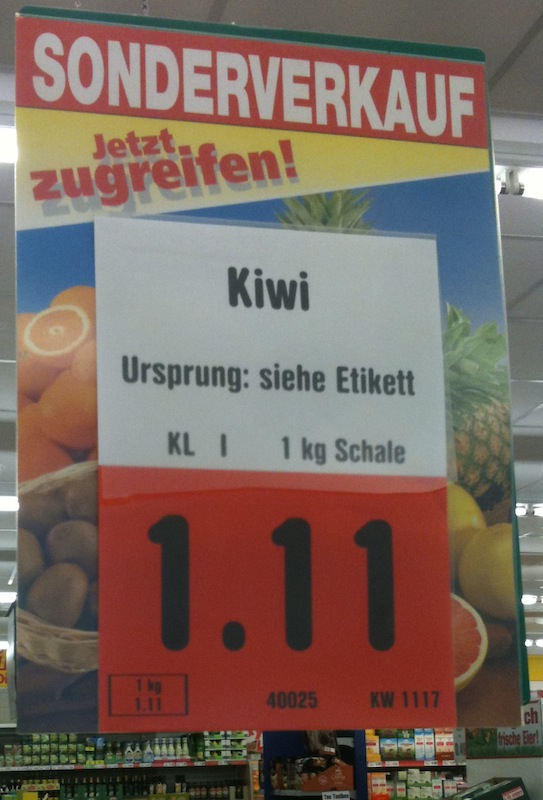 SONDERVERKAUF
Jetzt
zugreifen!
Kiwi
Ursprung: siehe Etikett
KL I 1 kg Schale
1.11
1 kg
1.11
40025 KW 1117
ch
frische Eier!